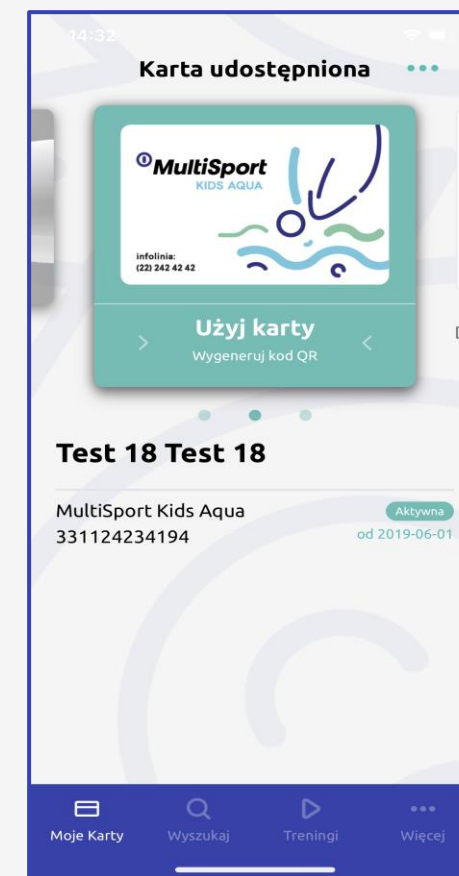 14:32
Karta udostępniona
MultiSport
KIDS AQUA
infolinia:
(22) 242 42 42
Użyj karty
Wygeneruj kod QR
Test 18 Test 18
MultiSport Kids Aqua
Aktywna
331124234194
od 2019-06-01
Moje Karty
Wyszukaj
Treningi
Więcej